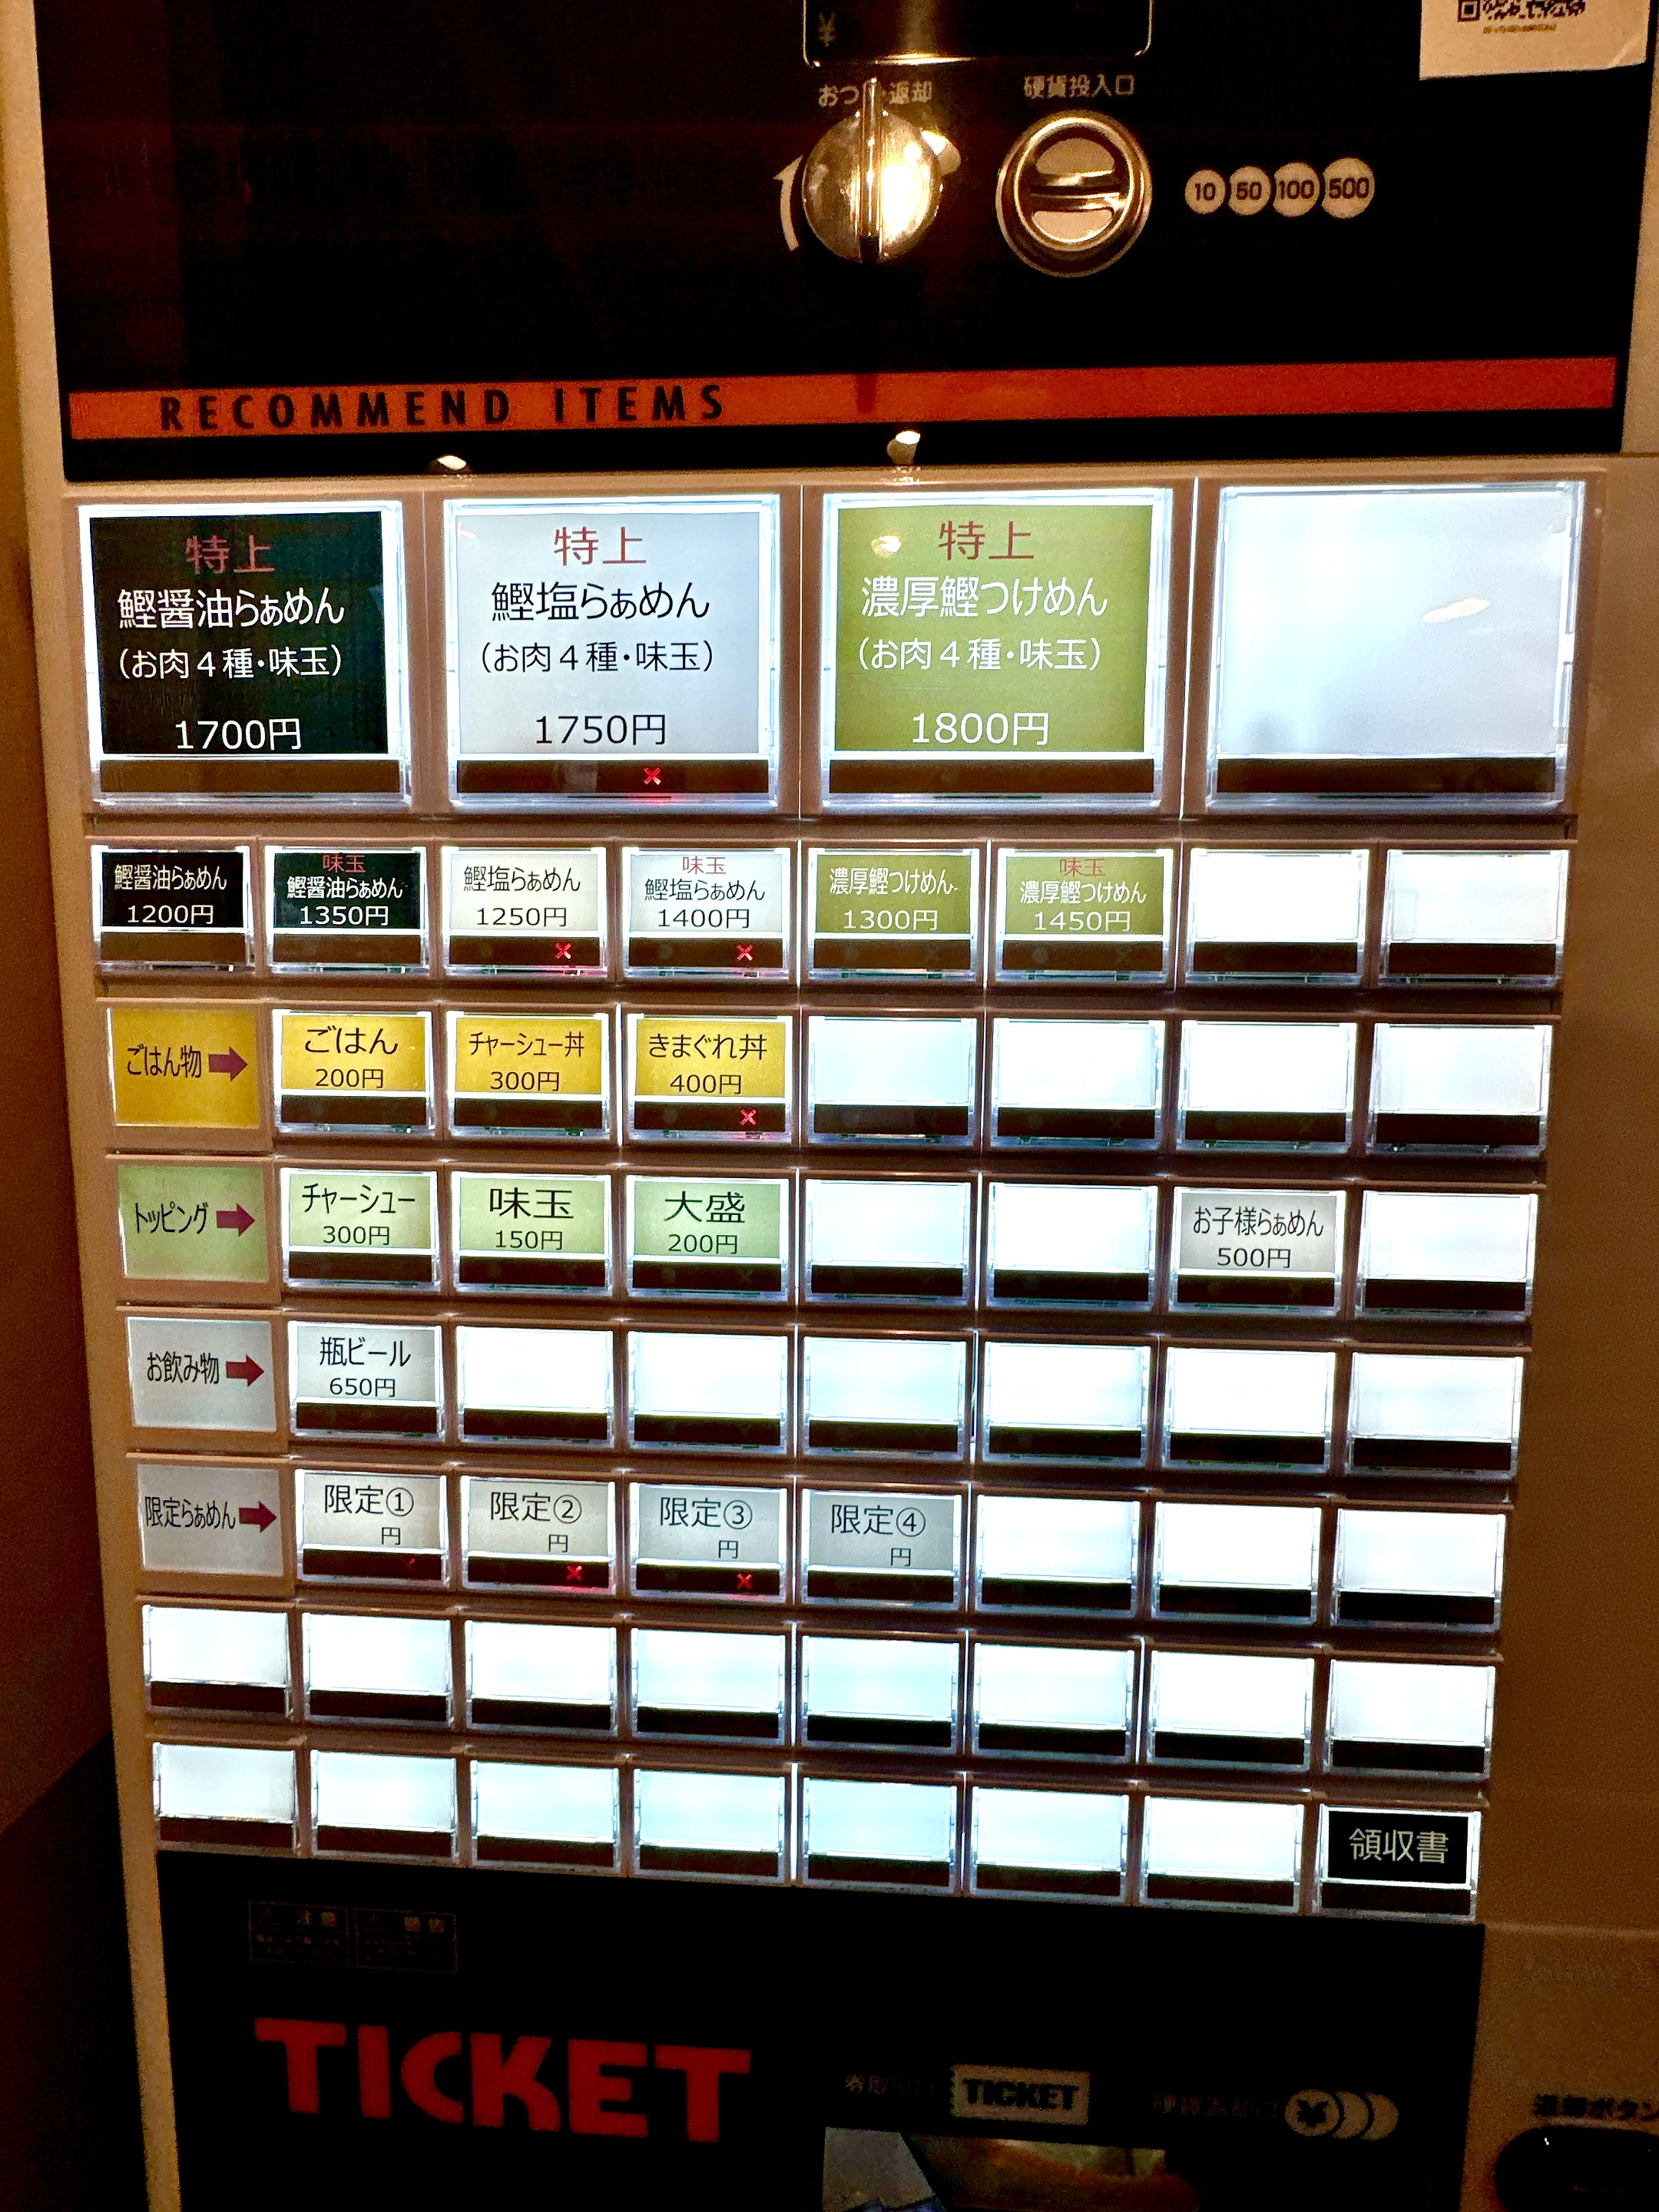 ¥
返却
硬貨投入口
10 50 100 500
RECOMMEND ITEMS
特上
鰹醤油らぁめん
（お肉４種・味玉）
1700円
特上
鰹塩らぁめん
（お肉４種・味玉）
1750円
×
特上
濃厚鰹つけめん
（お肉４種・味玉）
1800円
鰹醤油らぁめん
1200円
味玉
鰹醤油らぁめん
1350円
鰹塩らぁめん
1250円
×
味玉
鰹塩らぁめん
1400円
×
濃厚鰹つけめん
1300円
味玉
濃厚鰹つけめん
1450円
ごはん物
ごはん
200円
チャーシュー丼
300円
きまぐれ丼
400円
×
トッピング
チャーシュー
300円
味玉
150円
大盛
200円
お子様らぁめん
500円
お飲み物
瓶ビール
650円
限定らぁめん
限定①
円
限定②
円
×
限定③
円
×
限定④
円
領収書
注意
警告
TICKET
TICKET
¥